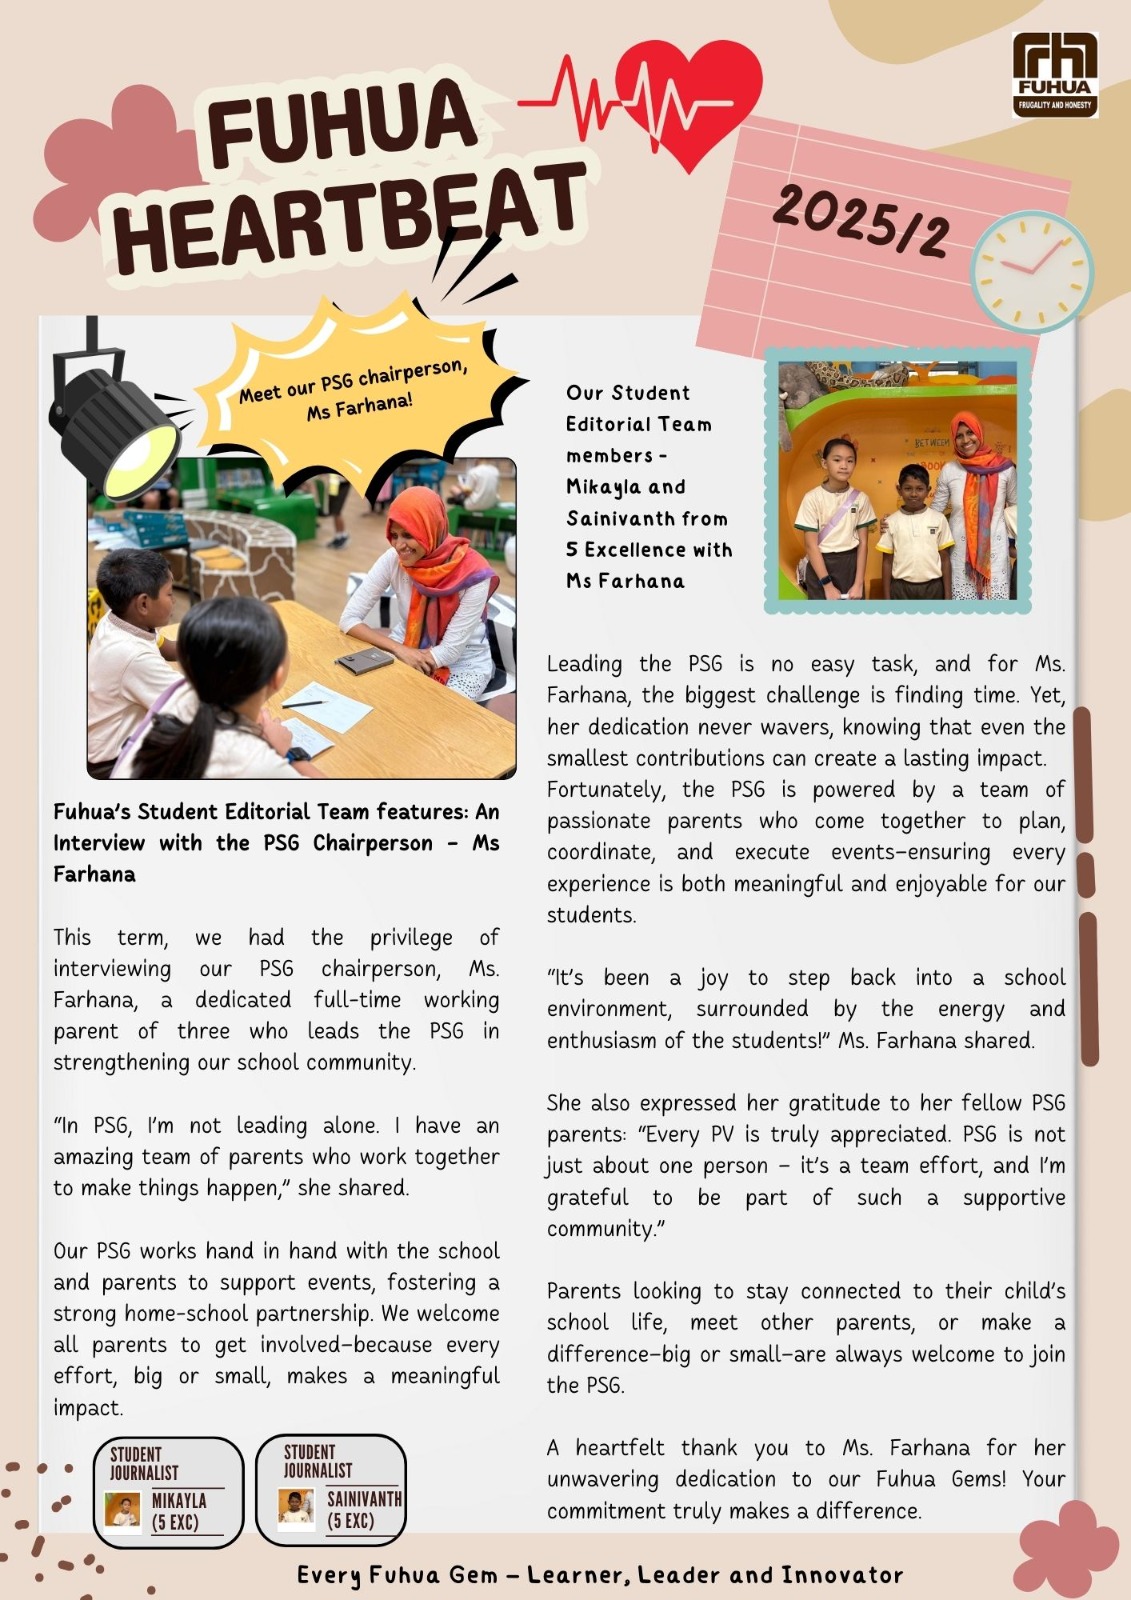 FUHUA
HEARTBEAT
FUHUA
FRUGALITY AND HONESTY
2025/2
Meet our PSG chairperson,
Ms Farhana!
Our Student
Editorial Team
members -
Mikayla and
Sainivanth from
5 Excellence with
Ms Farhana
BETWEEN
Fuhua's Student Editorial Team features: An
Interview with the PSG Chairperson – Ms
Farhana
This term, we had the privilege of
interviewing our PSG chairperson, Ms.
Farhana, a dedicated full-time working
parent of three who leads the PSG in
strengthening our school community.
“In PSG, I’m not leading alone. I have an
amazing team of parents who work together
to make things happen,” she shared.
Our PSG works hand in hand with the school
and parents to support events, fostering a
strong home-school partnership. We welcome
all parents to get involved—because every
effort, big or small, makes a meaningful
impact.
STUDENT
JOURNALIST
MIKAYLA
(5 EXC)
STUDENT
JOURNALIST
SAINIVANTH
(5 EXC)
Leading the PSG is no easy task, and for Ms.
Farhana, the biggest challenge is finding time. Yet,
her dedication never wavers, knowing that even the
smallest contributions can create a lasting impact.
Fortunately, the PSG is powered by a team of
passionate parents who come together to plan,
coordinate, and execute events—ensuring every
experience is both meaningful and enjoyable for our
students.
“It’s been a joy to step back into a school
environment, surrounded by the energy and
enthusiasm of the students!” Ms. Farhana shared.
She also expressed her gratitude to her fellow PSG
parents: “Every PV is truly appreciated. PSG is not
just about one person – it’s a team effort, and I’m
grateful to be part of such a supportive
community.”
Parents looking to stay connected to their child’s
school life, meet other parents, or make a
difference—big or small—are always welcome to join
the PSG.
A heartfelt thank you to Ms. Farhana for her
unwavering dedication to our Fuhua Gems! Your
commitment truly makes a difference.
Every Fuhua Gem – Learner, Leader and Innovator